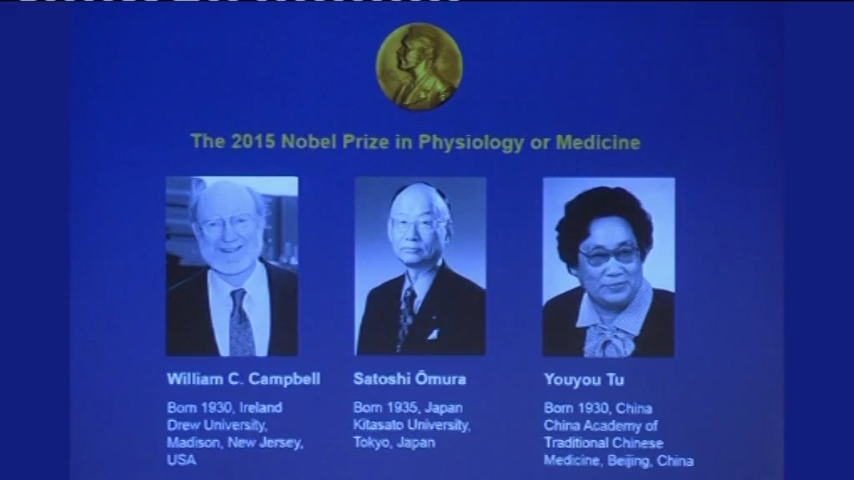 The 2015 Nobel Prize in Physiology or Medicine
William C. Campbell
Born 1930, Ireland
Drew University,
Madison, New Jersey,
USA
Satoshi Ōmura
Born 1935, Japan
Kitasato University,
Tokyo, Japan
Youyou Tu
Born 1930, China
China Academy of
Traditional Chinese
Medicine, Beijing, China